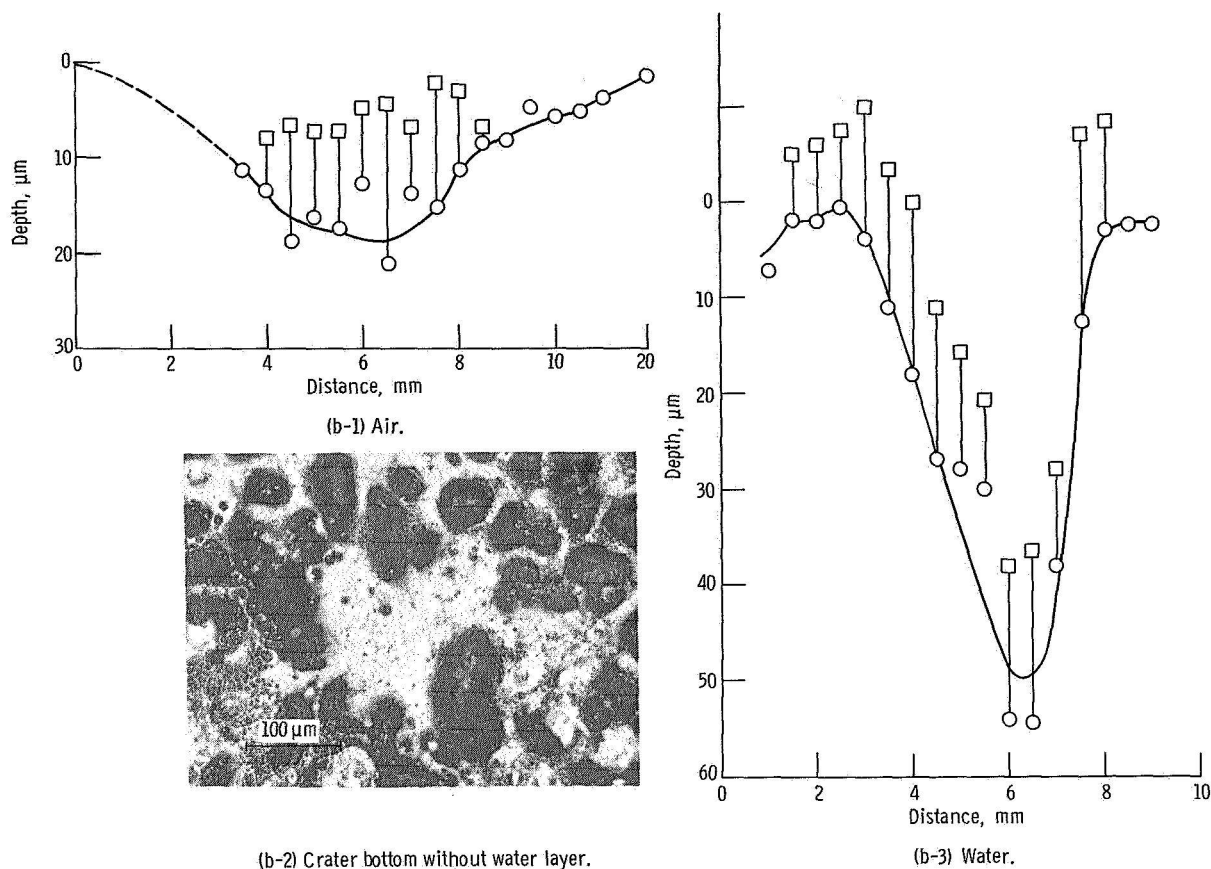 0
10
20
30
Depth, µm
0 2 4 6 8 10 20
Distance, mm
(b-1) Air.
100 µm
(b-2) Crater bottom without water layer.
0
10
20
30
40
50
60
Depth, µm
0 2 4 6 8 10
Distance, mm
(b-3) Water.